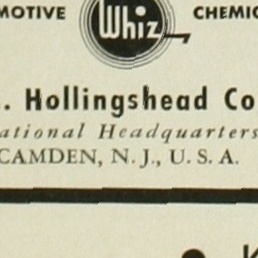 MOTIVE Whiz CHEMIC
. Hollingshead Co
ational Headquarters
CAMDEN, N. J., U. S. A.